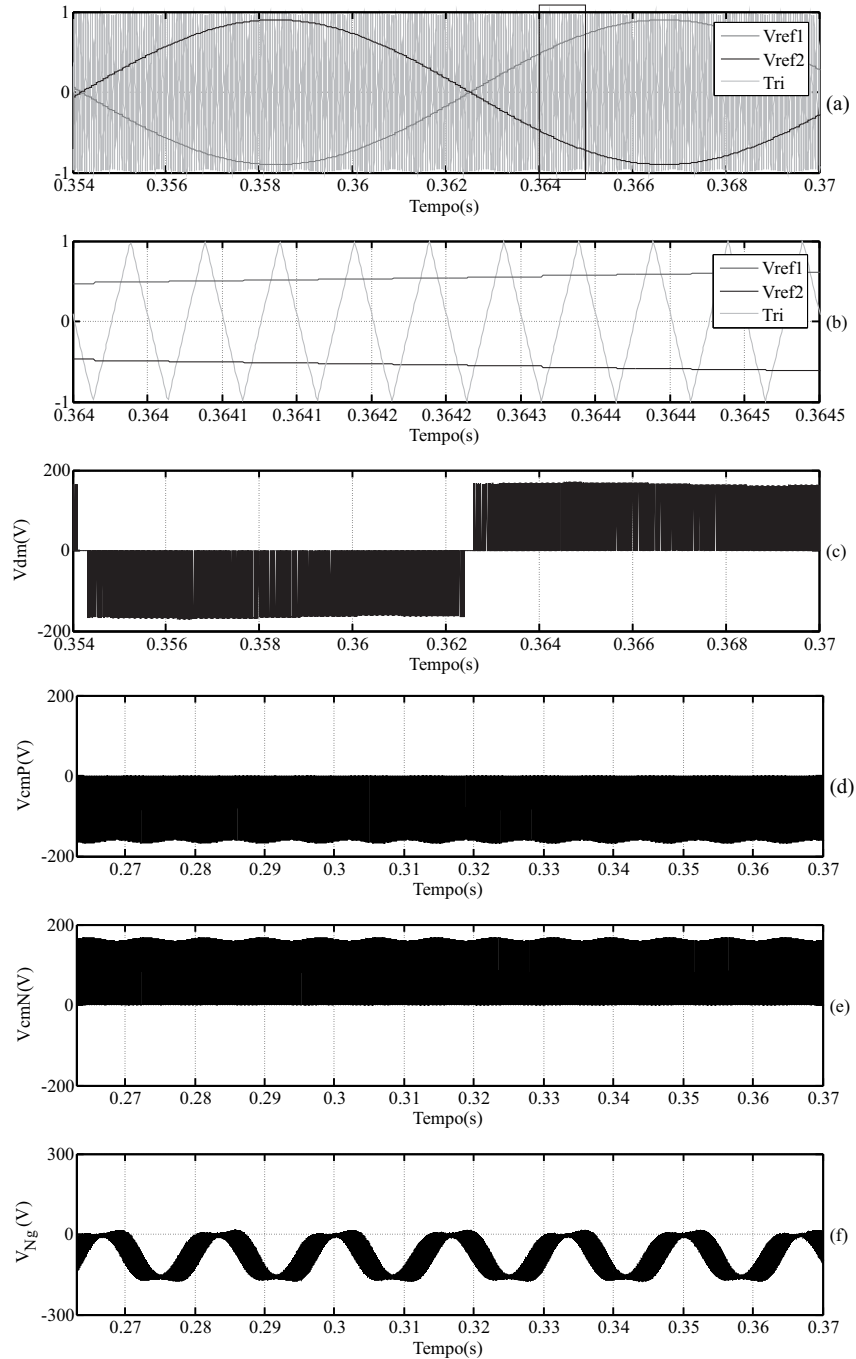 1
0
-1
Vref1
Vref2
Tri
(a)
0.354 0.356 0.358 0.36 0.362 0.364 0.366 0.368 0.37
Tempo(s)
1
0
-1
Vref1
Vref2
Tri
(b)
0.364 0.364 0.3641 0.3641 0.3642 0.3642 0.3643 0.3644 0.3644 0.3645 0.3645
Tempo(s)
Vdm(V)
200
0
-200
(c)
0.354 0.356 0.358 0.36 0.362 0.364 0.366 0.368 0.37
Tempo(s)
VcmP(V)
200
0
-200
(d)
0.27 0.28 0.29 0.3 0.31 0.32 0.33 0.34 0.35 0.36 0.37
Tempo(s)
VcmN(V)
200
0
-200
(e)
0.27 0.28 0.29 0.3 0.31 0.32 0.33 0.34 0.35 0.36 0.37
Tempo(s)
VNg(V)
300
0
-300
(f)
0.27 0.28 0.29 0.3 0.31 0.32 0.33 0.34 0.35 0.36 0.37
Tempo(s)